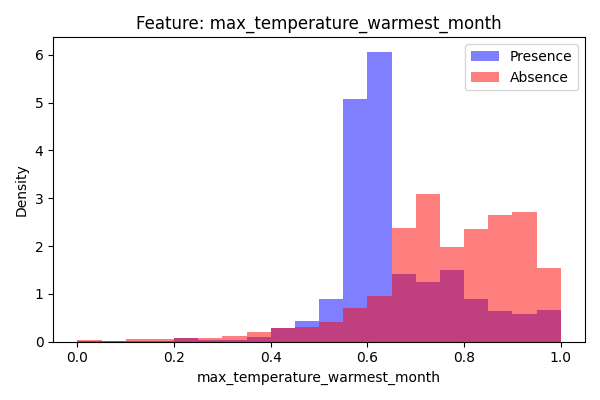 Feature: max_temperature_warmest_month
Presence
Absence
Density
6
5
4
3
2
1
0
0.0 0.2 0.4 0.6 0.8 1.0
max_temperature_warmest_month